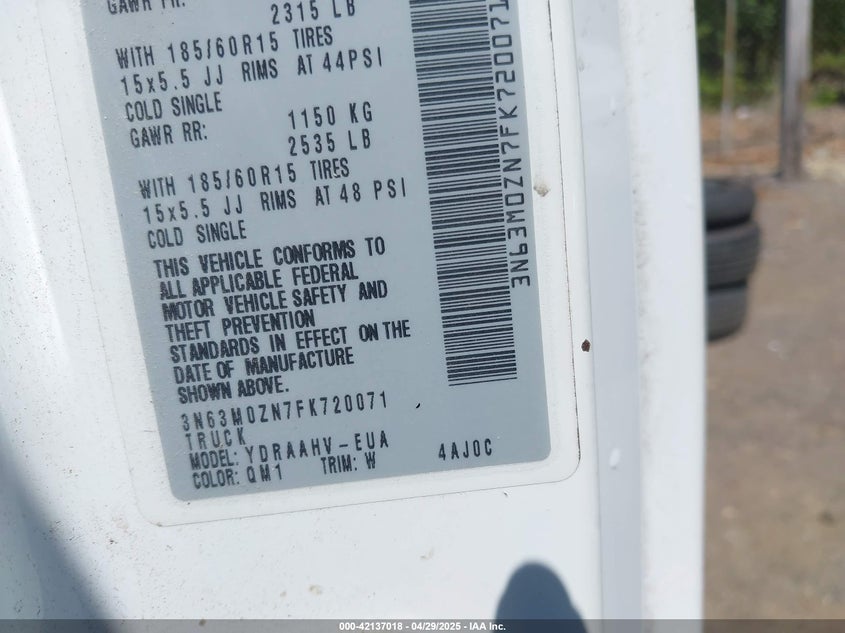 GAWR FR:
2315 LB
WITH 185/60R15 TIRES
15x5.5 JJ RIMS AT 44PSI
COLD SINGLE
GAWR RR: 1150 KG
2535 LB
WITH 185/60R15 TIRES
15x5.5 JJ RIMS AT 48 PSI
COLD SINGLE
THIS VEHICLE CONFORMS TO
ALL APPLICABLE FEDERAL
MOTOR VEHICLE SAFETY AND
THEFT PREVENTION
STANDARDS IN EFFECT ON THE
DATE OF MANUFACTURE
SHOWN ABOVE.
3N63M0ZN7FK720071
TRUCK
MODEL: YDRAAHV-EUA
COLOR: QM1 TRIM: W 4AJ0C
3N63M0ZN7FK720071
000-42137018 | 04/29/2025 | IAA Inc.